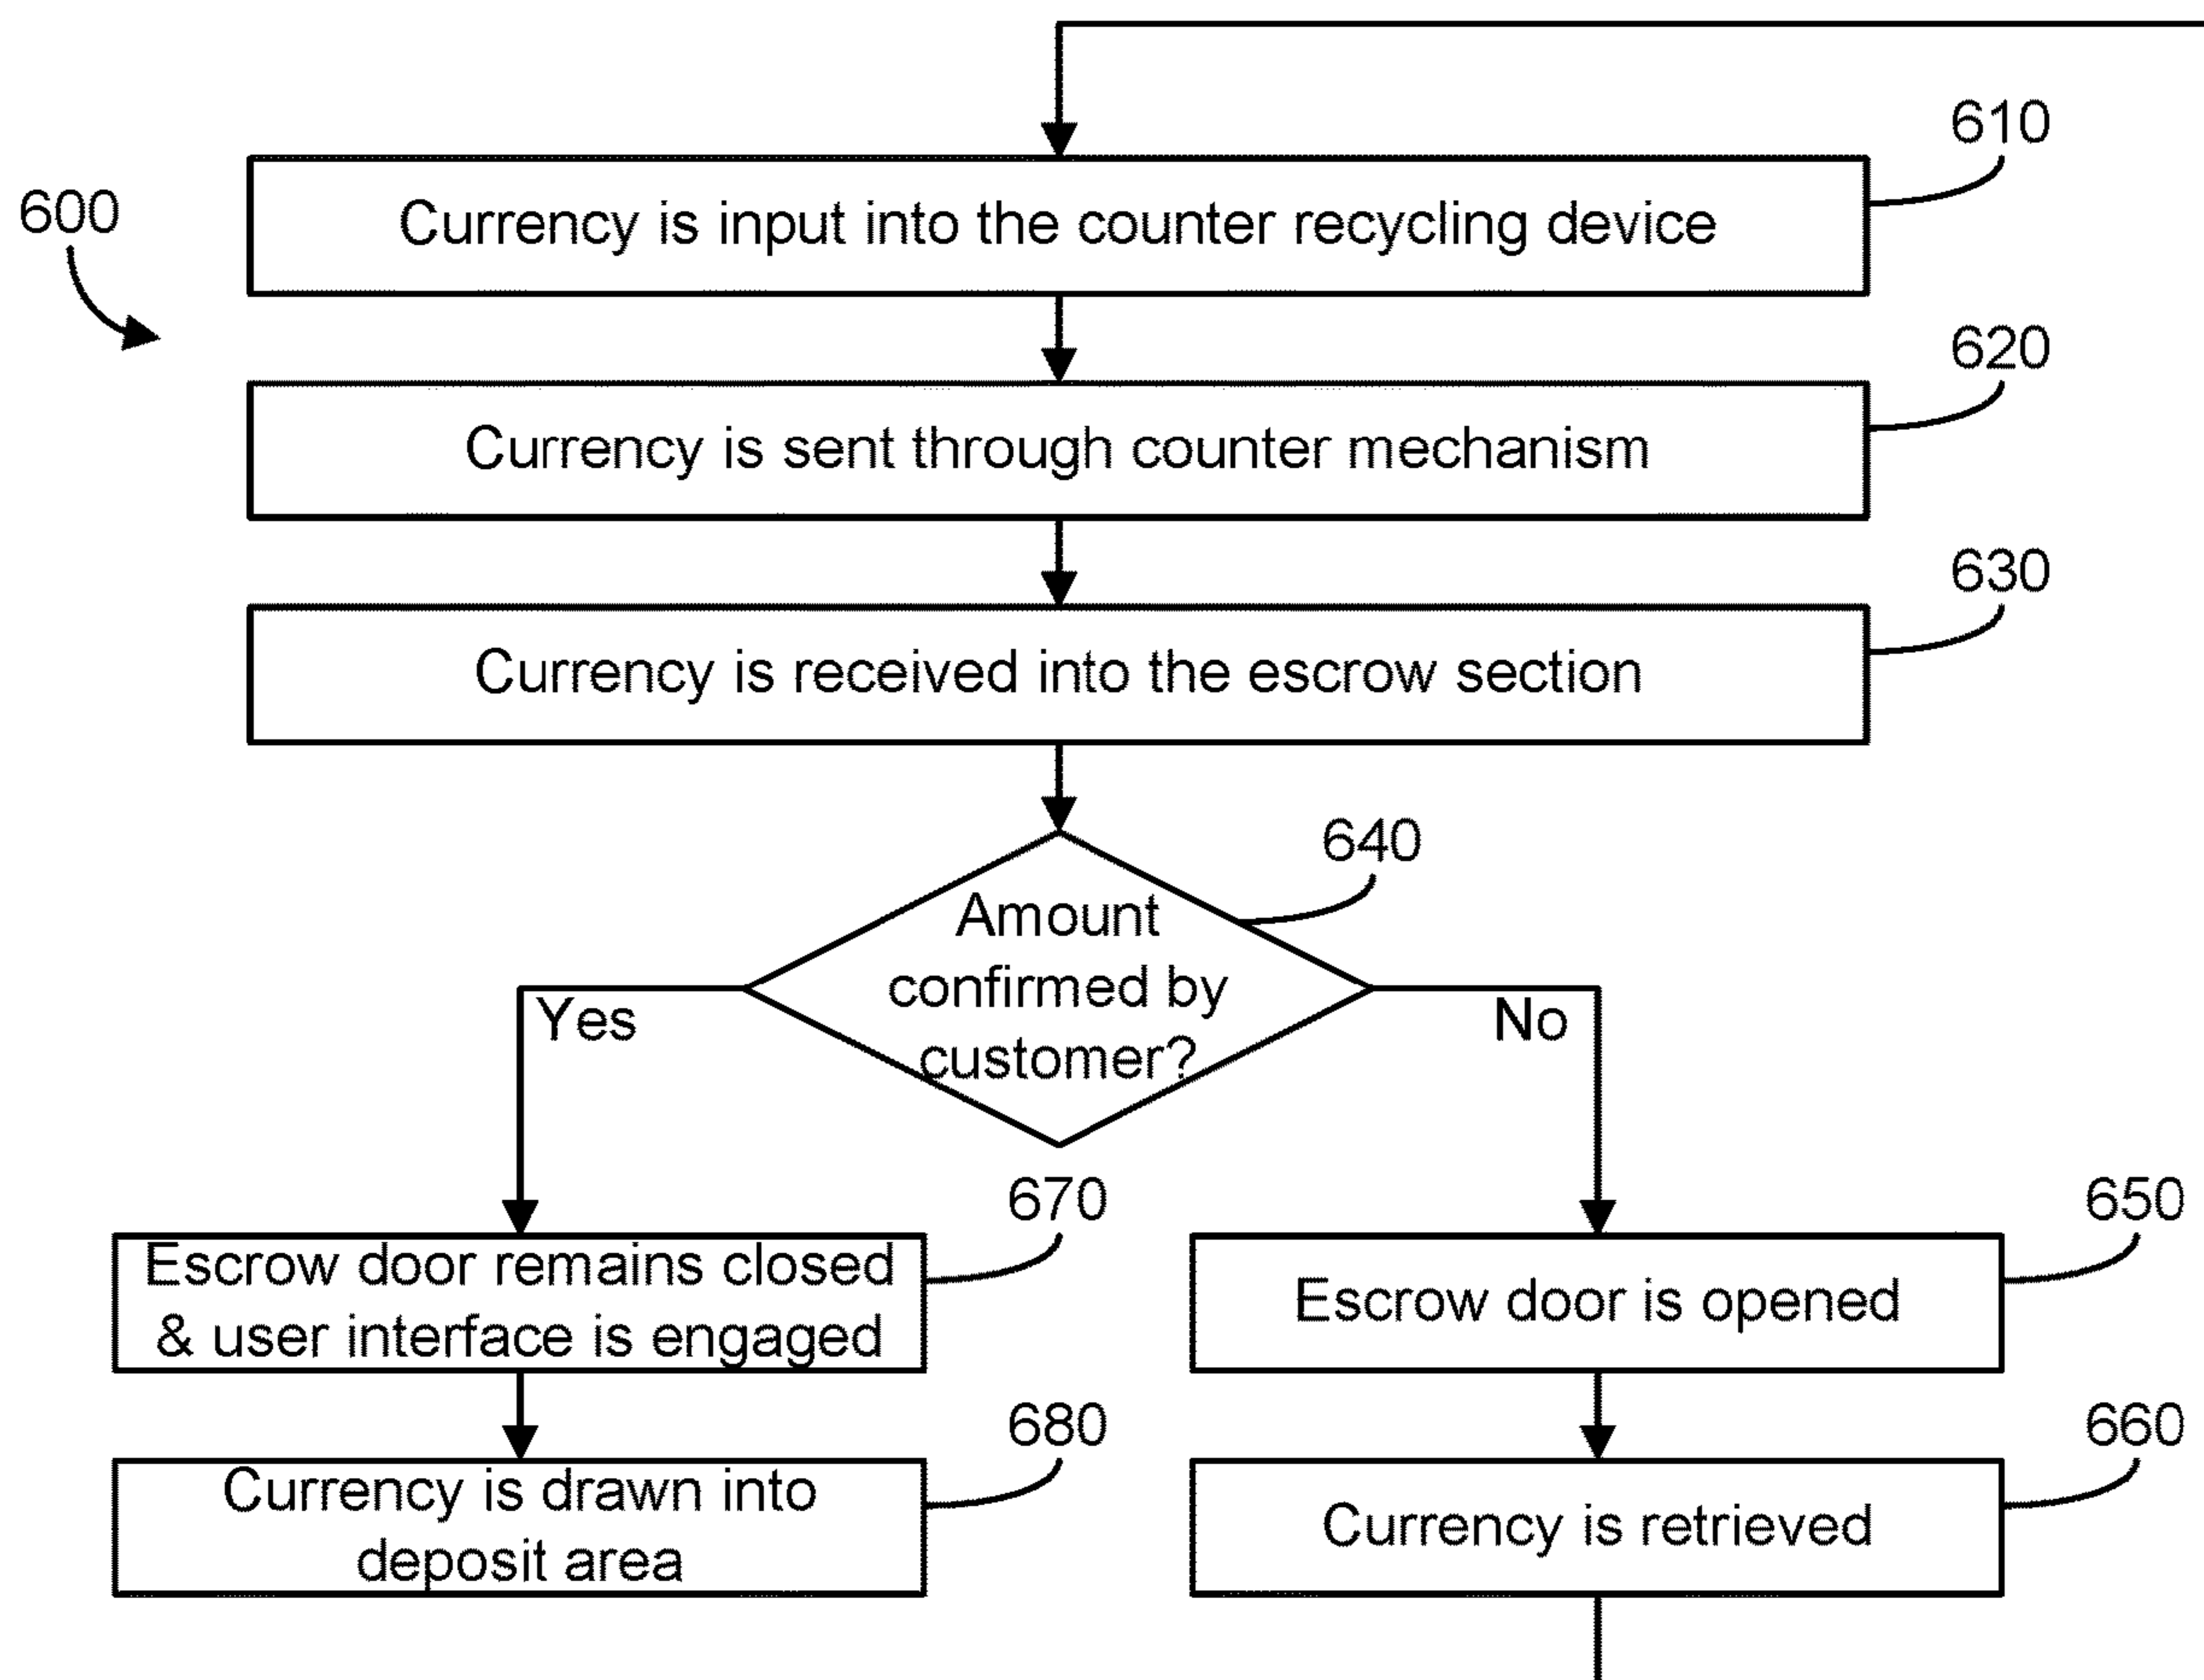 610
600
Currency is input into the counter recycling device
620
Currency is sent through counter mechanism
630
Currency is received into the escrow section
640
Amount
confirmed by
customer?
Yes
No
670
650
Escrow door remains closed
& user interface is engaged
Escrow door is opened
680
660
Currency is drawn into
deposit area
Currency is retrieved